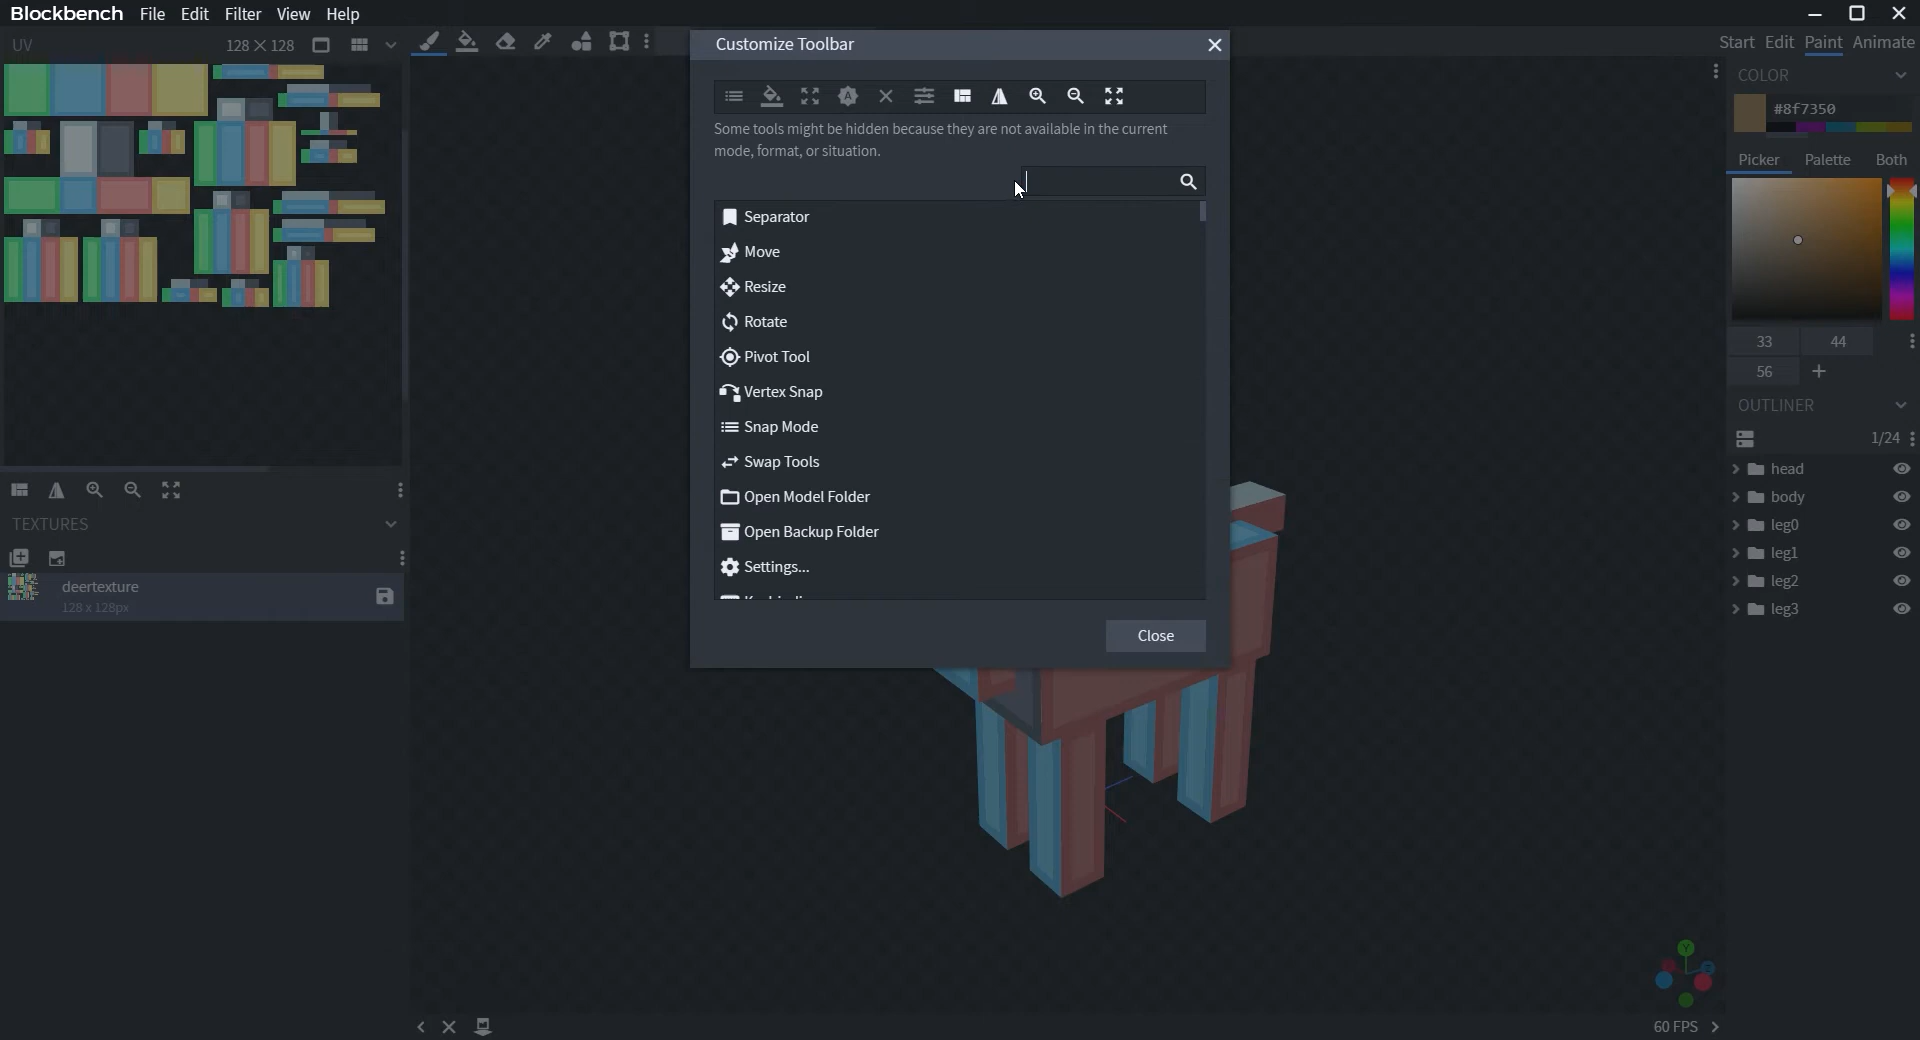 Blockbench File Edit Filter View Help
UV 128×128
Customize Toolbar
Start Edit Paint Animate
Some tools might be hidden because they are not available in the current
mode, format, or situation.
Separator
Move
Resize
Rotate
Pivot Tool
Vertex Snap
Snap Mode
Swap Tools
Open Model Folder
Open Backup Folder
Settings...
Close
TEXTURES
deertexture
128 x 128px
COLOR
#8f7350
Picker Palette Both
33 44
56 +
OUTLINER
1/24
head
body
leg0
leg1
leg2
leg3
Y
Z
60 FPS